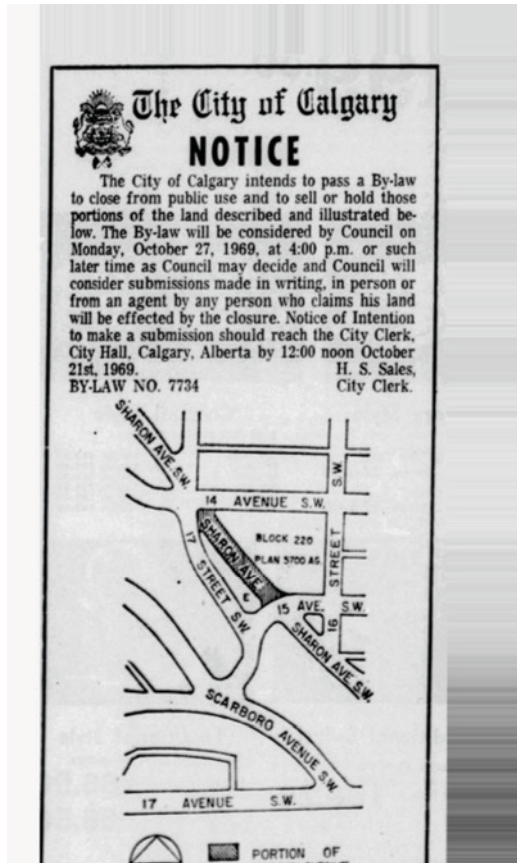 The City of Calgary
NOTICE
The City of Calgary intends to pass a By-law
to close from public use and to sell or hold those
portions of the land described and illustrated be-
low. The By-law will be considered by Council on
Monday, October 27, 1969, at 4:00 p.m. or such
later time as Council may decide and Council will
consider submissions made in writing, in person or
from an agent by any person who claims his land
will be effected by the closure. Notice of Intention
to make a submission should reach the City Clerk,
City Hall, Calgary, Alberta by 12:00 noon October
21st, 1969. H. S. Sales,
BY-LAW NO. 7734 City Clerk.
SHARON AVE. S.W.
14 AVENUE S.W.
16 STREET S.W.
BLOCK 220
PLAN 5700 AG.
SHARON AVE.
17 STREET S.W.
E
15 AVE. S.W.
SHARON AVE. S.W.
SCARBORO AVENUE S.W.
17 AVENUE S.W.
PORTION OF